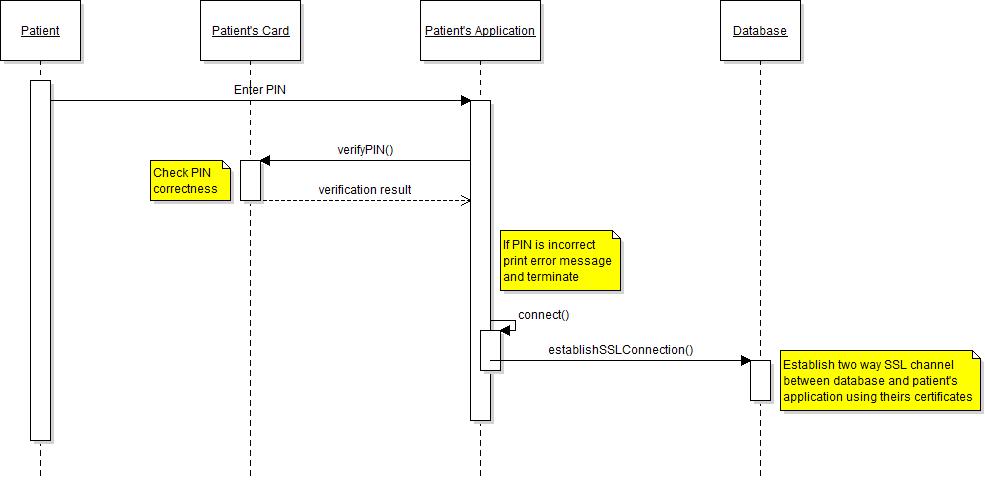 Patient
Patient's Card
Patient's Application
Database
Enter PIN
verifyPIN()
Check PIN
correctness
verification result
If PIN is incorrect
print error message
and terminate
connect()
establishSSLConnection()
Establish two way SSL channel
between database and patient's
application using theirs certificates